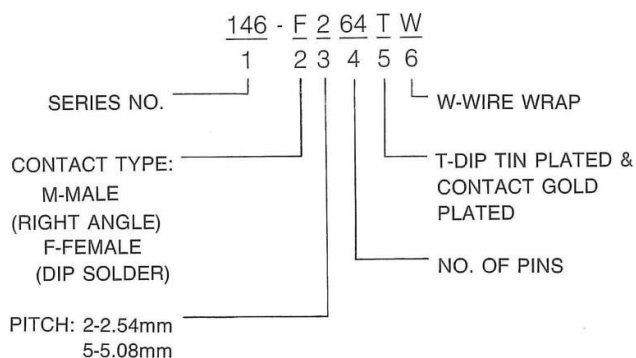 146 - F 2 64 T W
1 2 3 4 5 6
SERIES NO.
W-WIRE WRAP
CONTACT TYPE:
M-MALE
(RIGHT ANGLE)
F-FEMALE
(DIP SOLDER)
T-DIP TIN PLATED &
CONTACT GOLD
PLATED
NO. OF PINS
PITCH: 2-2.54mm
5-5.08mm